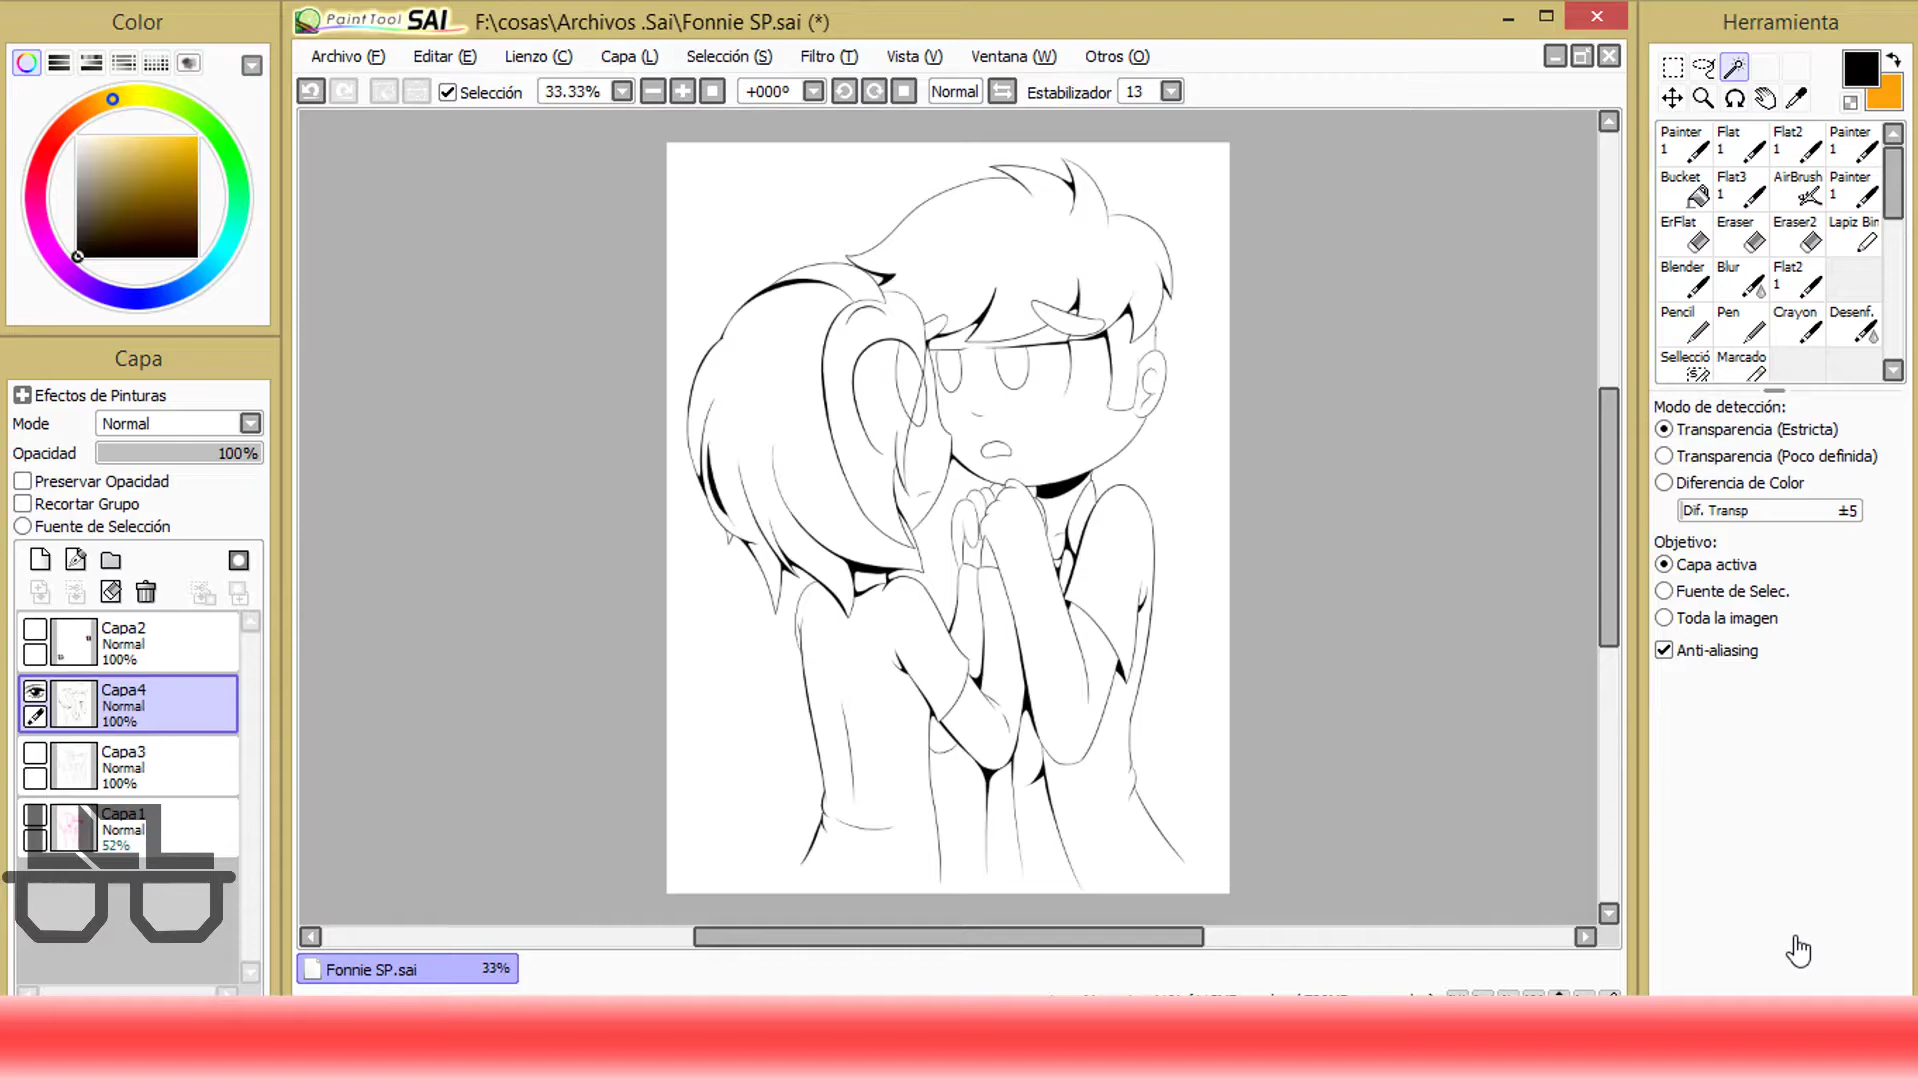 Color
PaintTool SAI
F:\cosas\Archivos .Sai\Fonnie SP.sai (*)
Herramienta
Archivo (F)
Editar (E)
Lienzo (C)
Capa (L)
Selección (S)
Filtro (T)
Vista (V)
Ventana (W)
Otros (O)
Selección
33.33%
+000º
Normal
Estabilizador
13
Painter
1
Flat
Flat2
1
Painter
1
Bucket
Flat3
1
AirBrush
Painter
1
ErFlat
Eraser
Eraser2
Lapiz Bin
Blender
Blur
Flat2
1
Pencil
Pen
Crayon
Desenf.
Sellecció
Marcado
Capa
Efectos de Pinturas
Mode
Normal
Opacidad
100%
Preservar Opacidad
Recortar Grupo
Fuente de Selección
Capa2
Normal
100%
Capa4
Normal
100%
Capa3
Normal
100%
Capa1
Normal
52%
Modo de detección:
Transparencia (Estricta)
Transparencia (Poco definida)
Diferencia de Color
Dif. Transp
±5
Objetivo:
Capa activa
Fuente de Selec.
Toda la imagen
Anti-aliasing
Fonnie SP.sai
33%